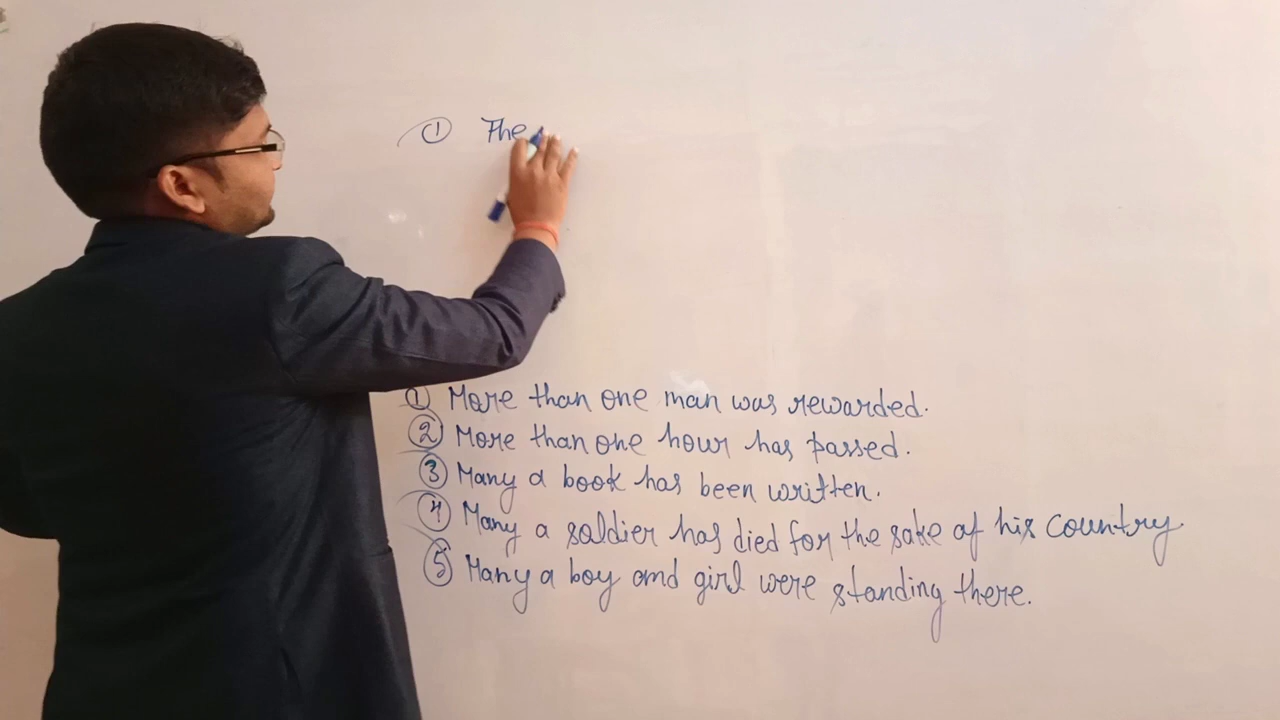 ① The
① More than one man was rewarded.
② More than one hour has passed.
③ Many a book has been written.
④ Many a soldier has died for the sake of his country.
⑤ Many a boy and girl were standing there.